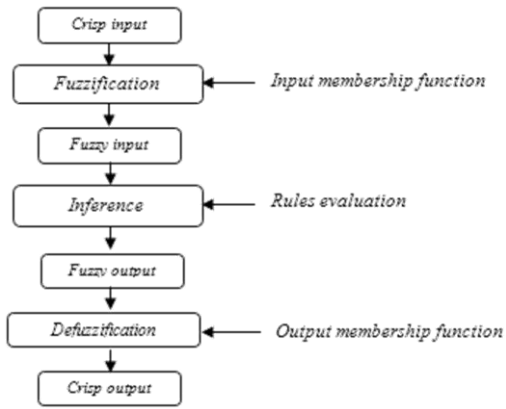 Crisp input
Fuzzification
Input membership function
Fuzzy input
Inference
Rules evaluation
Fuzzy output
Defuzzification
Output membership function
Crisp output